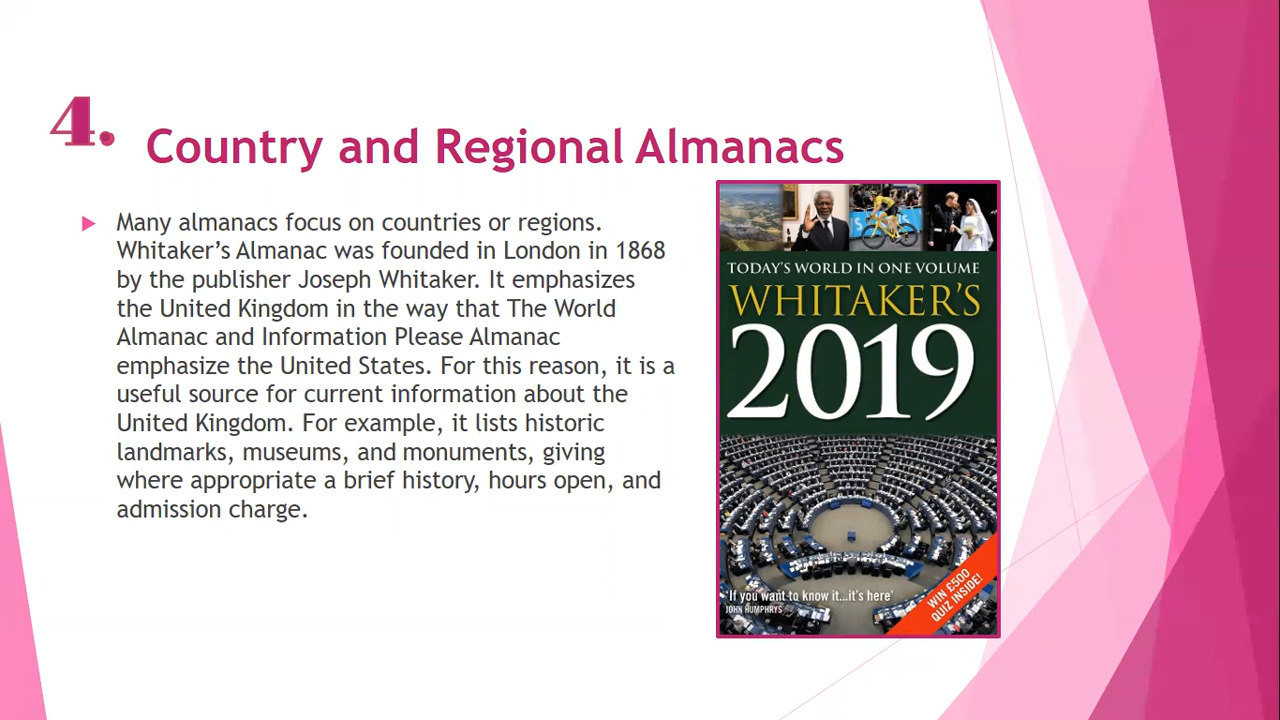 4. Country and Regional Almanacs
Many almanacs focus on countries or regions.
Whitaker’s Almanac was founded in London in 1868
by the publisher Joseph Whitaker. It emphasizes
the United Kingdom in the way that The World
Almanac and Information Please Almanac
emphasize the United States. For this reason, it is a
useful source for current information about the
United Kingdom. For example, it lists historic
landmarks, museums, and monuments, giving
where appropriate a brief history, hours open, and
admission charge.
TODAY'S WORLD IN ONE VOLUME
WHITAKER'S
2019
'If you want to know it...it's here'
JOHN HUMPHRYS
WIN £500
QUIZ INSIDE!